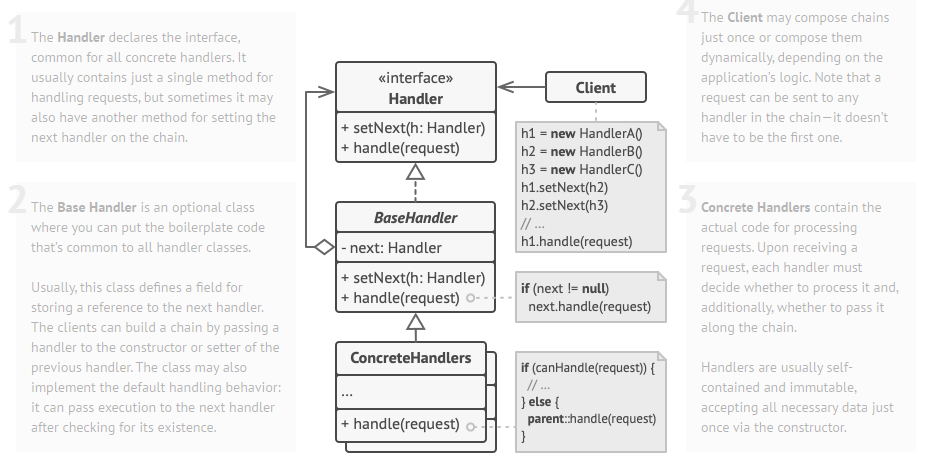 1
The Handler declares the interface,
common for all concrete handlers. It
usually contains just a single method for
handling requests, but sometimes it may
also have another method for setting the
next handler on the chain.
2
The Base Handler is an optional class
where you can put the boilerplate code
that's common to all handler classes.
Usually, this class defines a field for
storing a reference to the next handler.
The clients can build a chain by passing a
handler to the constructor or setter of the
previous handler. The class may also
implement the default handling behavior:
it can pass execution to the next handler
after checking for its existence.
«interface»
Handler
+ setNext(h: Handler)
+ handle(request)
BaseHandler
- next: Handler
+ setNext(h: Handler)
+ handle(request)
ConcreteHandlers
...
+ handle(request)
Client
h1 = new HandlerA()
h2 = new HandlerB()
h3 = new HandlerC()
h1.setNext(h2)
h2.setNext(h3)
// ...
h1.handle(request)
if (next != null)
next.handle(request)
if (canHandle(request)) {
// ...
} else {
parent::handle(request)
}
4
The Client may compose chains
just once or compose them
dynamically, depending on the
application's logic. Note that a
request can be sent to any
handler in the chain—it doesn't
have to be the first one.
3
Concrete Handlers contain the
actual code for processing
requests. Upon receiving a
request, each handler must
decide whether to process it and,
additionally, whether to pass it
along the chain.
Handlers are usually self-
contained and immutable,
accepting all necessary data just
once via the constructor.